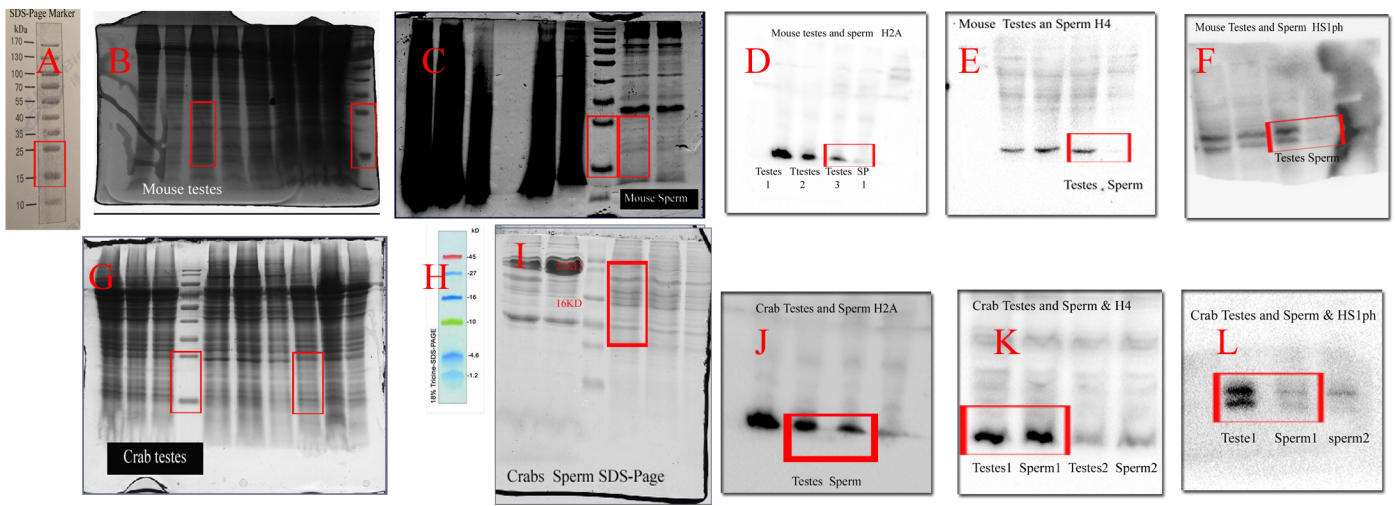 SDS-Page Marker
kDa
170
130
100
70
55
40
35
25
15
10
A
B
Mouse testes
C
Mouse Sperm
Mouse testes and sperm H2A
D
Testes Ttestes Testes SP
1 2 3 1
Mouse Testes an Sperm H4
E
Testes . Sperm
Mouse Testes and Sperm HS1ph
F
Testes Sperm
G
Crab testes
H
kD
-45
-27
-16
-10
-4.6
-1.2
18% Tricine-SDS-PAGE
I
16KD
Crabs Sperm SDS-Page
Crab Testes and Sperm H2A
J
Testes Sperm
Crab Testes and Sperm & H4
K
Testes1 Sperm1 Testes2 Sperm2
Crab Testes and Sperm & HS1ph
L
Teste1 Sperm1 sperm2